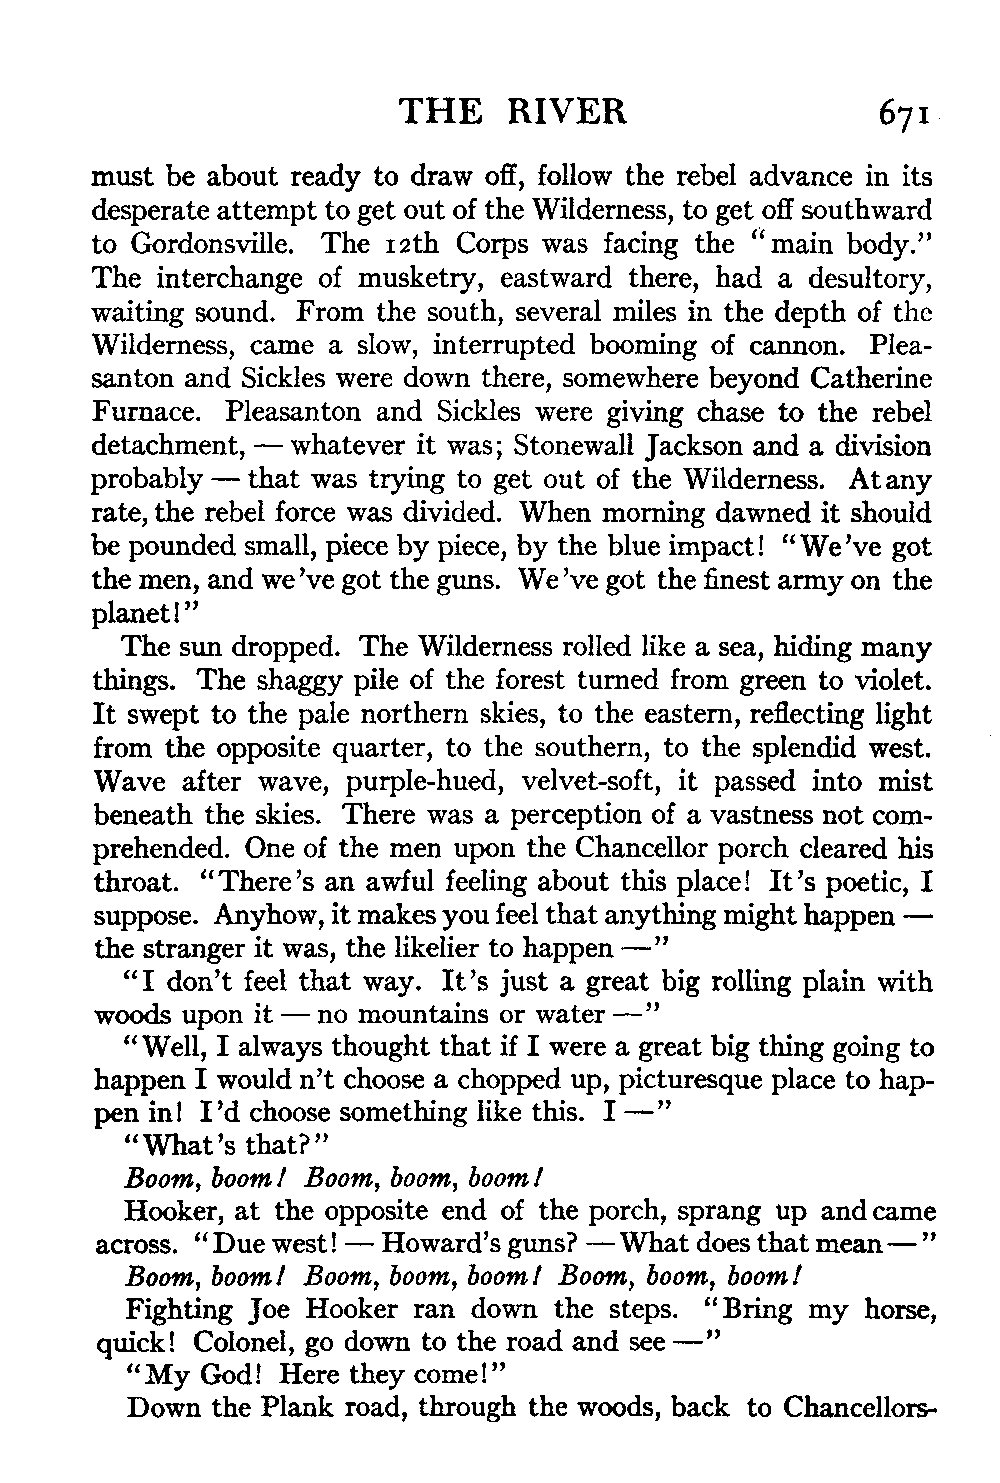 THE RIVER 671
must be about ready to draw off, follow the rebel advance in its
desperate attempt to get out of the Wilderness, to get off southward
to Gordonsville. The 12th Corps was facing the "main body."
The interchange of musketry, eastward there, had a desultory,
waiting sound. From the south, several miles in the depth of the
Wilderness, came a slow, interrupted booming of cannon. Plea-
santon and Sickles were down there, somewhere beyond Catherine
Furnace. Pleasanton and Sickles were giving chase to the rebel
detachment, — whatever it was; Stonewall Jackson and a division
probably — that was trying to get out of the Wilderness. At any
rate, the rebel force was divided. When morning dawned it should
be pounded small, piece by piece, by the blue impact! "We've got
the men, and we've got the guns. We've got the finest army on the
planet!"
The sun dropped. The Wilderness rolled like a sea, hiding many
things. The shaggy pile of the forest turned from green to violet.
It swept to the pale northern skies, to the eastern, reflecting light
from the opposite quarter, to the southern, to the splendid west.
Wave after wave, purple-hued, velvet-soft, it passed into mist
beneath the skies. There was a perception of a vastness not com-
prehended. One of the men upon the Chancellor porch cleared his
throat. "There's an awful feeling about this place! It's poetic, I
suppose. Anyhow, it makes you feel that anything might happen —
the stranger it was, the likelier to happen —"
"I don't feel that way. It's just a great big rolling plain with
woods upon it — no mountains or water —"
"Well, I always thought that if I were a great big thing going to
happen I would n't choose a chopped up, picturesque place to hap-
pen in! I'd choose something like this. I —"
"What's that?"
Boom, boom! Boom, boom, boom!
Hooker, at the opposite end of the porch, sprang up and came
across. "Due west! — Howard's guns? — What does that mean — "
Boom, boom! Boom, boom, boom! Boom, boom, boom!
Fighting Joe Hooker ran down the steps. "Bring my horse,
quick! Colonel, go down to the road and see —"
"My God! Here they come!"
Down the Plank road, through the woods, back to Chancellors-